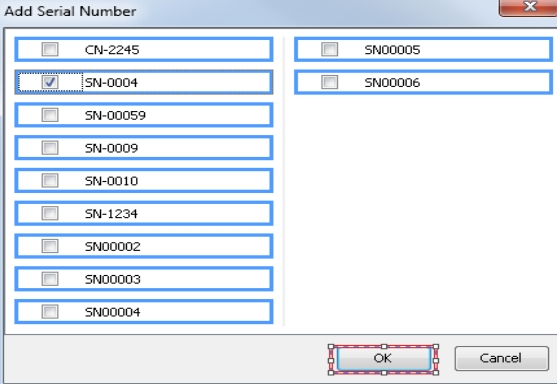 Add Serial Number
CN-2245
SN-0004
SN-00059
SN-0009
SN-0010
SN-1234
SN00002
SN00003
SN00004
SN00005
SN00006
OK
Cancel